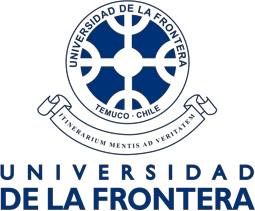 UNIVERSIDAD DE LA FRONTERA
TEMUCO - CHILE
ITINERARIUM MENTIS AD VERITATEM
UNIVERSIDAD
DE LA FRONTERA